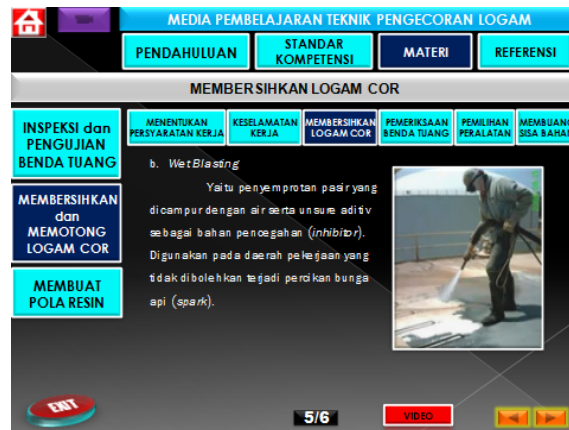 MEDIA PEMBELAJARAN TEKNIK PENGECORAN LOGAM
PENDAHULUAN
STANDAR
KOMPETENSI
MATERI
REFERENSI
MEMBERSIHKAN LOGAM COR
INSPEKSI dan
PENGUJIAN
BENDA TUANG
MENENTUKAN
PERSYARATAN KERJA
KESELAMATAN
KERJA
MEMBERSIHKAN
LOGAM COR
PEMERIKSAAN
BENDA TUANG
PEMILIHAN
PERALATAN
MEMBUANG
SISA BAHAN
b. Wet Blasting
Yaitu penyemprotan pasir yang
dicampur dengan air serta unsure aditiv
sebagai bahan pencegahan (inhibitor).
Digunakan pada daerah pekerjaan yang
tidak dibolehkan terjadi percikan bunga
api (spark).
MEMBERSIHKAN
dan
MEMOTONG
LOGAM COR
MEMBUAT
POLA RESIN
EXIT
5/6
VIDEO